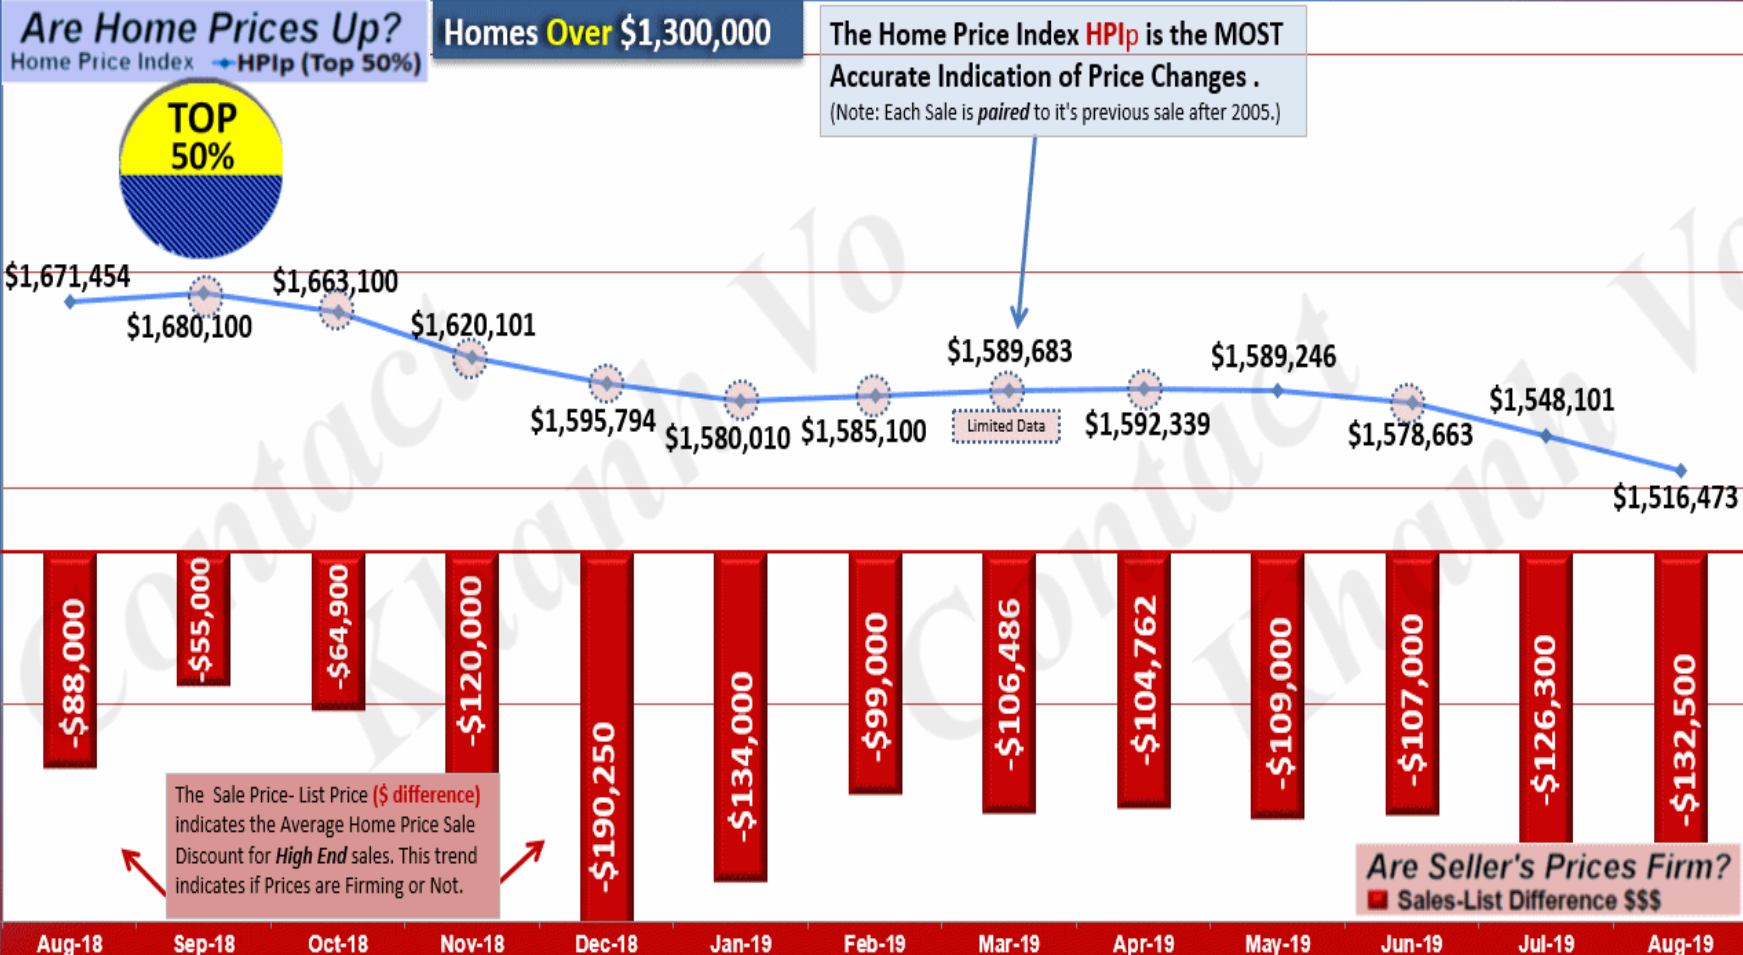 Are Home Prices Up?
Home Price Index HPIp (Top 50%)
Homes Over $1,300,000
The Home Price Index HPIp is the MOST
Accurate Indication of Price Changes .
(Note: Each Sale is paired to it's previous sale after 2005.)
TOP
50%
$1,671,454
$1,680,100
$1,663,100
$1,620,101
$1,595,794
$1,580,010
$1,585,100
$1,589,683
Limited Data
$1,592,339
$1,589,246
$1,578,663
$1,548,101
$1,516,473
Contact
Khanh Vo
Contact
Khanh Vo
-$88,000
-$55,000
-$64,900
-$120,000
-$190,250
-$134,000
-$99,000
-$106,486
-$104,762
-$109,000
-$107,000
-$126,300
-$132,500
The Sale Price- List Price ($ difference)
indicates the Average Home Price Sale
Discount for High End sales. This trend
indicates if Prices are Firming or Not.
Are Seller's Prices Firm?
Sales-List Difference $$$
Aug-18 Sep-18 Oct-18 Nov-18 Dec-18 Jan-19 Feb-19 Mar-19 Apr-19 May-19 Jun-19 Jul-19 Aug-19